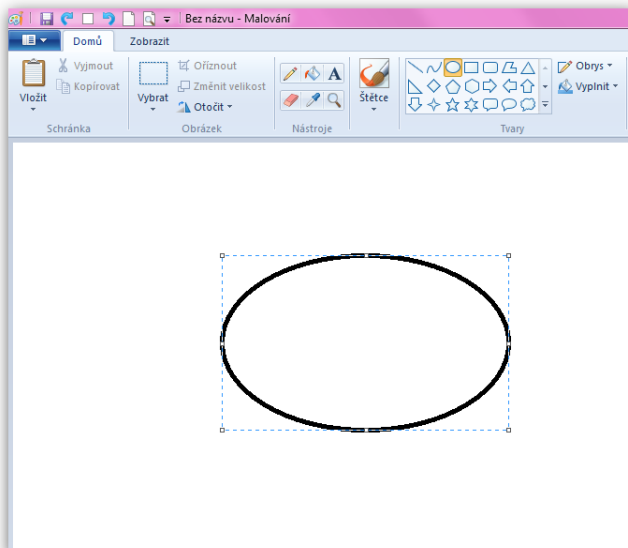 Bez názvu - Malování
Domů Zobrazit
Vložit
Vyjmout
Kopírovat
Schránka
Vybrat
Oříznout
Změnit velikost
Otočit
Obrázek
A
Nástroje
Štětce
Tvary
Obrys
Vyplnit